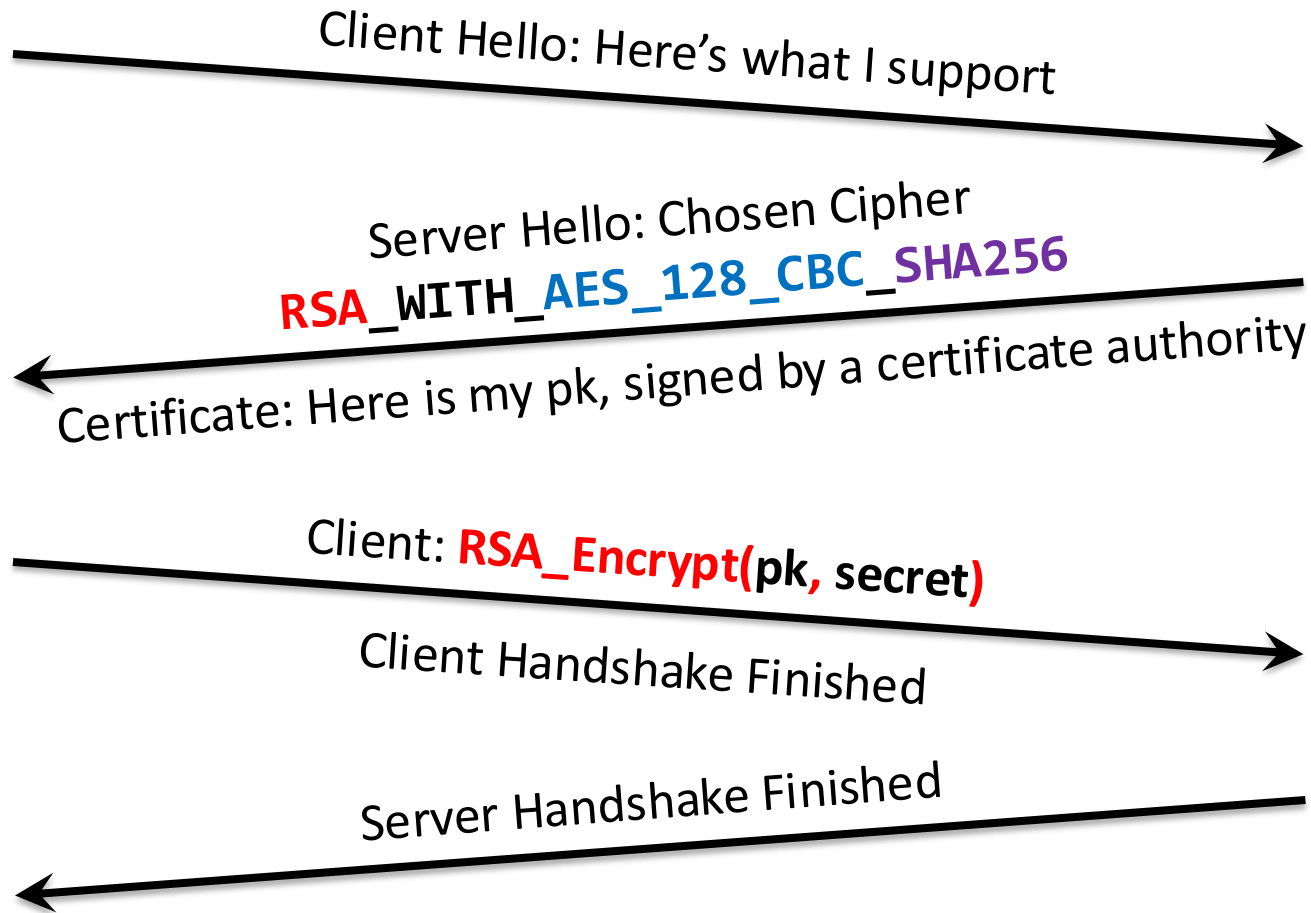 Client Hello: Here’s what I support
Server Hello: Chosen Cipher
RSA_WITH_AES_128_CBC_SHA256
Certificate: Here is my pk, signed by a certificate authority
Client: RSA_Encrypt(pk, secret)
Client Handshake Finished
Server Handshake Finished